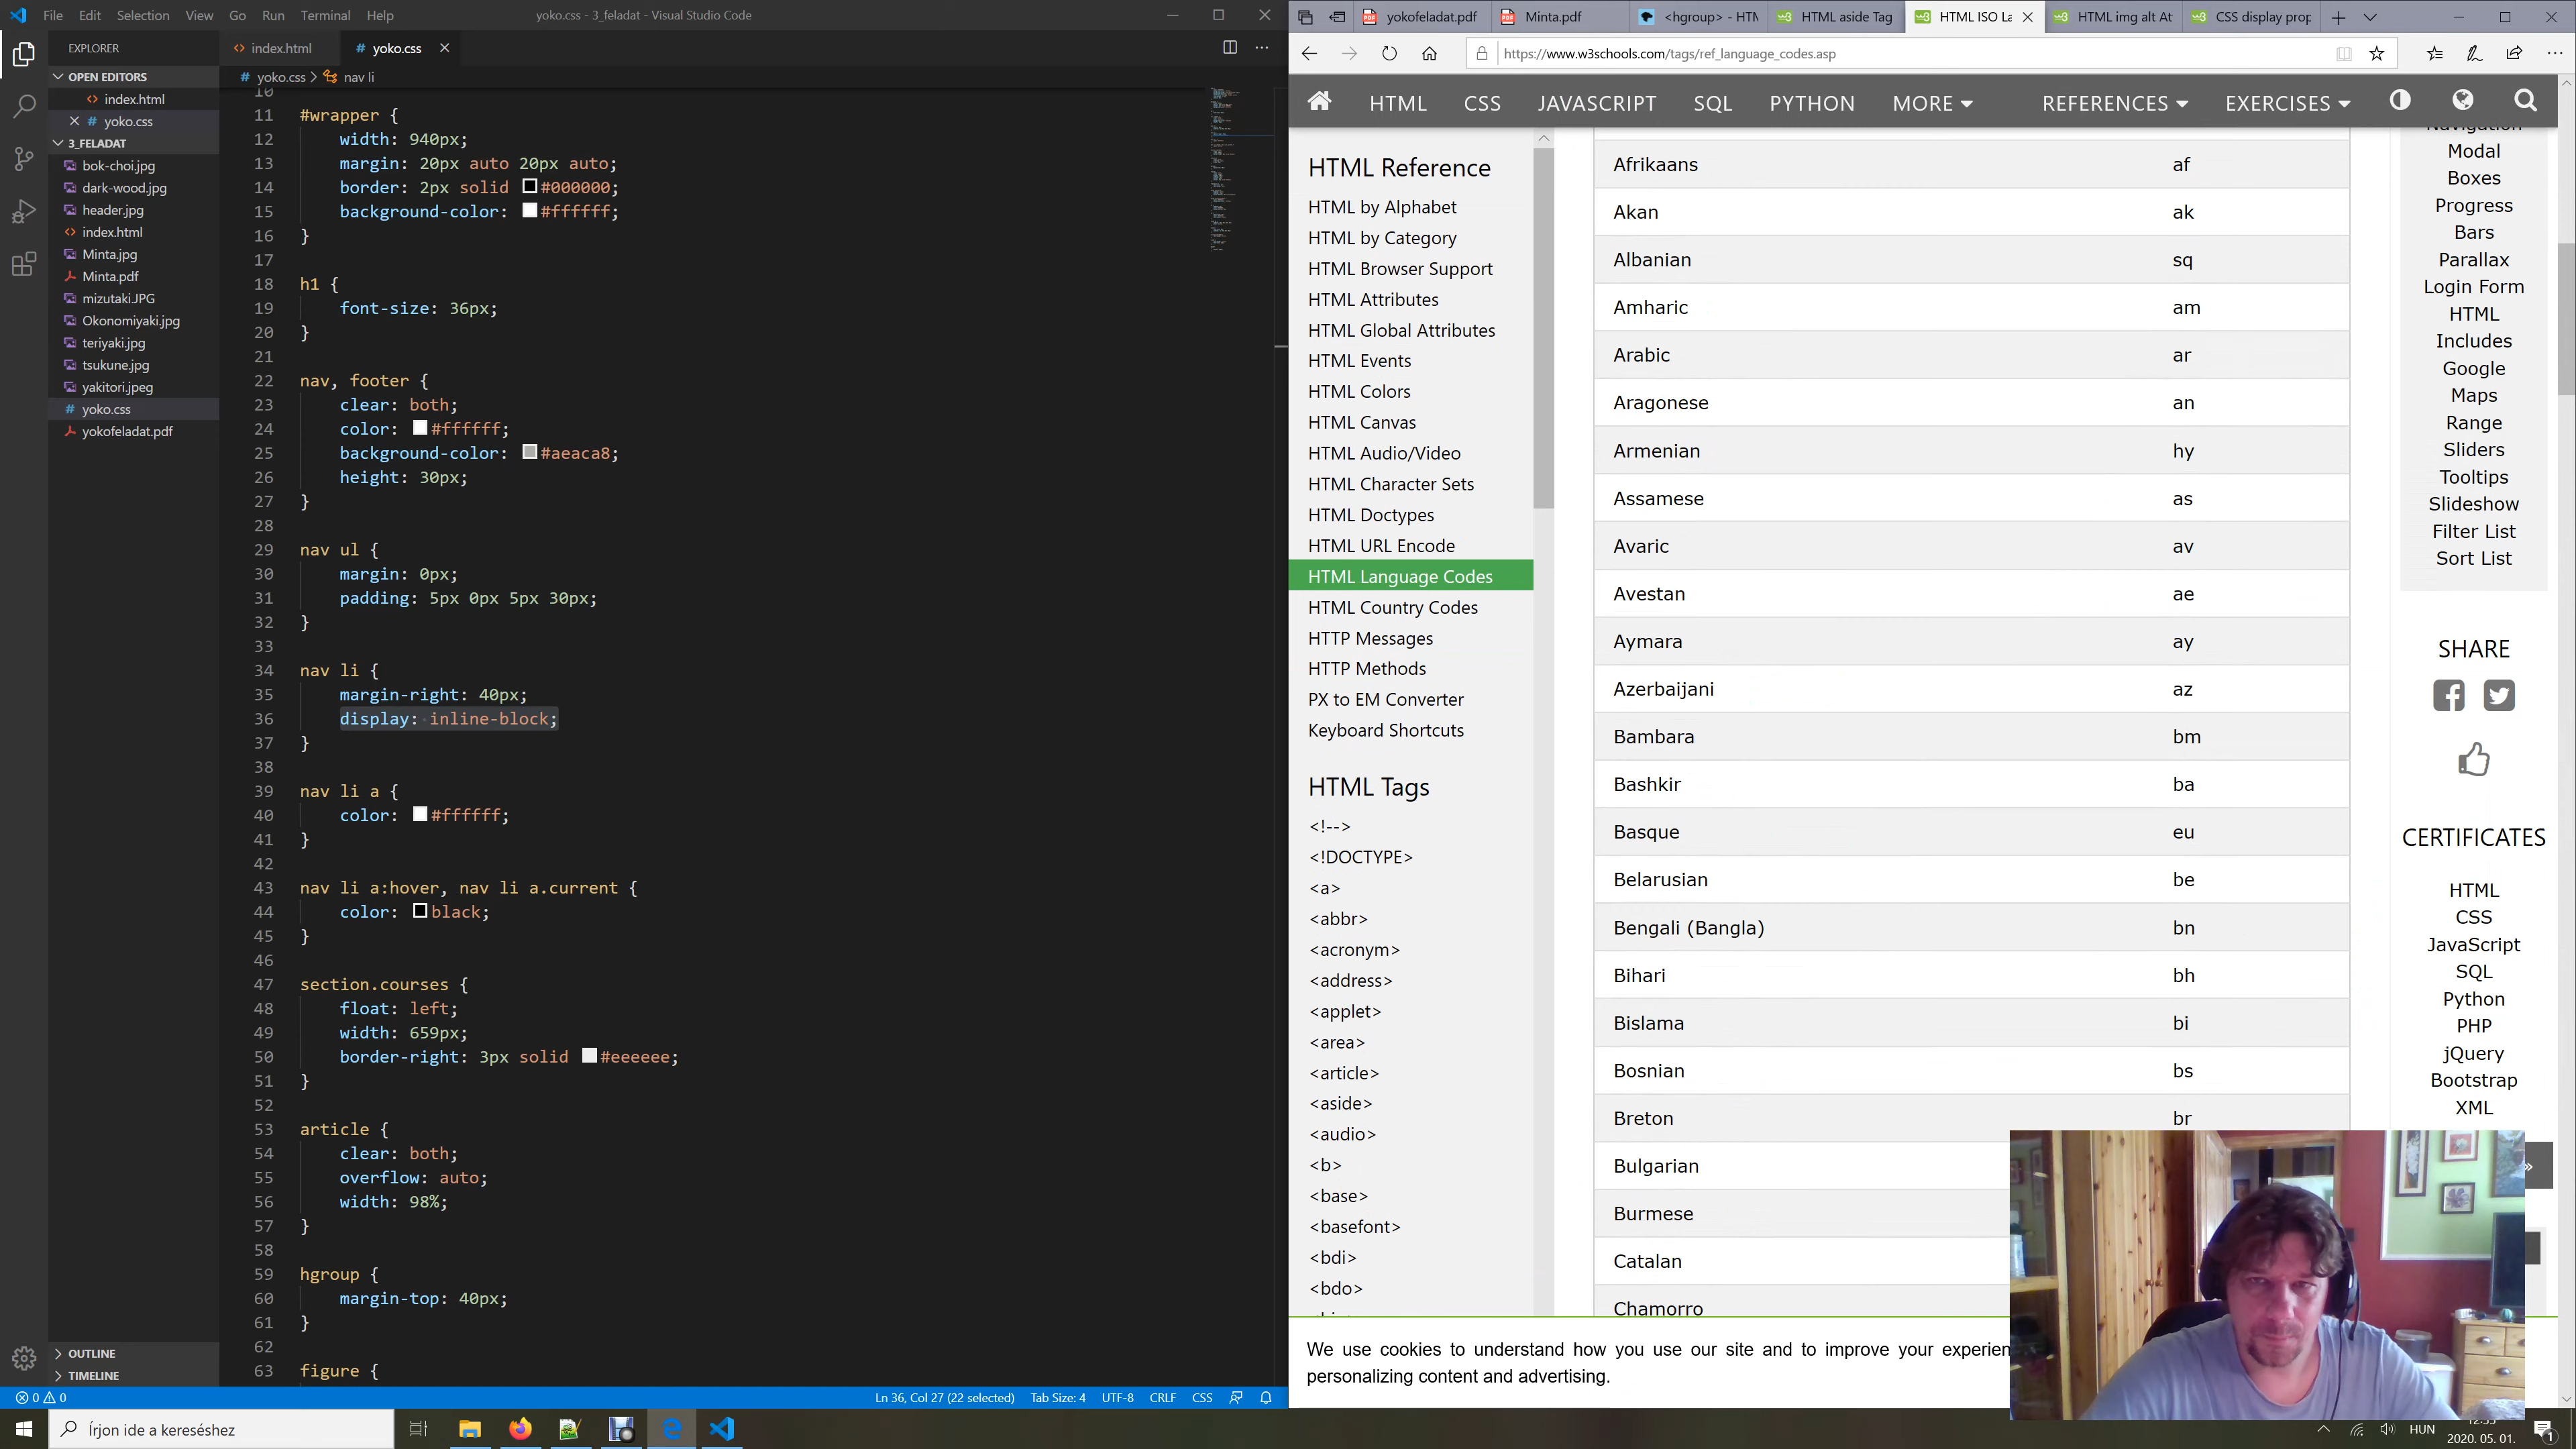 File Edit Selection View Go Run Terminal Help
yoko.css - 3_feladat - Visual Studio Code
EXPLORER
OPEN EDITORS
index.html
yoko.css
3_FELADAT
bok-choi.jpg
dark-wood.jpg
header.jpg
index.html
Minta.jpg
Minta.pdf
mizutaki.JPG
Okonomiyaki.jpg
teriyaki.jpg
tsukune.jpg
yakitori.jpeg
yoko.css
yokofeladat.pdf
OUTLINE
TIMELINE
index.html
yoko.css
yoko.css > nav li
10
11 #wrapper {
12 width: 940px;
13 margin: 20px auto 20px auto;
14 border: 2px solid #000000;
15 background-color: #ffffff;
16 }
17
18 h1 {
19 font-size: 36px;
20 }
21
22 nav, footer {
23 clear: both;
24 color: #ffffff;
25 background-color: #aeaca8;
26 height: 30px;
27 }
28
29 nav ul {
30 margin: 0px;
31 padding: 5px 0px 5px 30px;
32 }
33
34 nav li {
35 margin-right: 40px;
36 display: inline-block;
37 }
38
39 nav li a {
40 color: #ffffff;
41 }
42
43 nav li a:hover, nav li a.current {
44 color: black;
45 }
46
47 section.courses {
48 float: left;
49 width: 659px;
50 border-right: 3px solid #eeeeee;
51 }
52
53 article {
54 clear: both;
55 overflow: auto;
56 width: 98%;
57 }
58
59 hgroup {
60 margin-top: 40px;
61 }
62
63 figure {
0 0
Ln 36, Col 27 (22 selected) Tab Size: 4 UTF-8 CRLF CSS
yokofeladat.pdf
Minta.pdf
<hgroup> - HTM
HTML aside Tag
HTML ISO La
HTML img alt At
CSS display prop
https://www.w3schools.com/tags/ref_language_codes.asp
HTML CSS JAVASCRIPT SQL PYTHON MORE REFERENCES EXERCISES
HTML Reference
HTML by Alphabet
HTML by Category
HTML Browser Support
HTML Attributes
HTML Global Attributes
HTML Events
HTML Colors
HTML Canvas
HTML Audio/Video
HTML Character Sets
HTML Doctypes
HTML URL Encode
HTML Language Codes
HTML Country Codes
HTTP Messages
HTTP Methods
PX to EM Converter
Keyboard Shortcuts
HTML Tags
<!-->
<!DOCTYPE>
<a>
<abbr>
<acronym>
<address>
<applet>
<area>
<article>
<aside>
<audio>
<b>
<base>
<basefont>
<bdi>
<bdo>
Afrikaans af
Akan ak
Albanian sq
Amharic am
Arabic ar
Aragonese an
Armenian hy
Assamese as
Avaric av
Avestan ae
Aymara ay
Azerbaijani az
Bambara bm
Bashkir ba
Basque eu
Belarusian be
Bengali (Bangla) bn
Bihari bh
Bislama bi
Bosnian bs
Breton br
Bulgarian
Burmese
Catalan
Chamorro
Navigation
Modal
Boxes
Progress
Bars
Parallax
Login Form
HTML
Includes
Google
Maps
Range
Sliders
Tooltips
Slideshow
Filter List
Sort List
SHARE
CERTIFICATES
HTML
CSS
JavaScript
SQL
Python
PHP
jQuery
Bootstrap
XML
We use cookies to understand how you use our site and to improve your experien
personalizing content and advertising.
Írjon ide a kereséshez
HUN
2020. 05. 01.
1